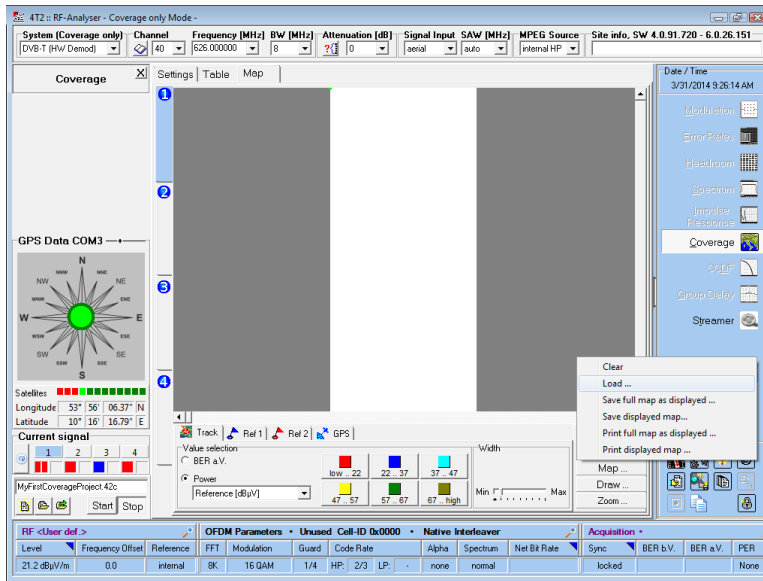 4T2 :: RF-Analyser - Coverage only Mode -
System (Coverage only) Channel Frequency [MHz] BW [MHz] Attenuation [dB] Signal Input SAW [MHz] MPEG Source Site info, SW 4.0.91.720 - 6.0.26.151
DVB-T (HW Demod) 40 626.000000 8 ?{ 0 aerial auto internal HP
Coverage X
Settings Table Map
Date / Time
3/31/2014 9:26:14 AM
1
Modulation
Error Rates
Headroom
2
Spectrum
Impulse
Response
GPS Data COM3
Coverage
N
NNW NNE
NW NE
WNW ENE
W E
WSW ESE
SW SE
SSW SSE
S
CCDF
Group Delay
3
Streamer
4
Clear
Load ...
Save full map as displayed ...
Save displayed map...
Print full map as displayed ...
Print displayed map ...
Satellites
Longitude 53° 56' 06.37" N
Latitude 10° 16' 16.79" E
Current signal
1 2 3 4
MyFirstCoverageProject.42c
Start Stop
Track Ref 1 Ref 2 GPS
Value selection
BER a.V.
Power
Reference [dBµV]
low .. 22 22 .. 37 37 .. 47
47 .. 57 57 .. 67 67 .. high
Width
Min Max
Map ...
Draw ...
Zoom ...
RF <User def.> OFDM Parameters • Unused Cell-ID 0x0000 • Native Interleaver Acquisition •
Level Frequency Offset Reference FFT Modulation Guard Code Rate Alpha Spectrum Net Bit Rate Sync BER b.V. BER a.V. PER
21.2 dBµV/m 0.0 internal 8K 16 QAM 1/4 HP: 2/3 LP: - none normal locked None